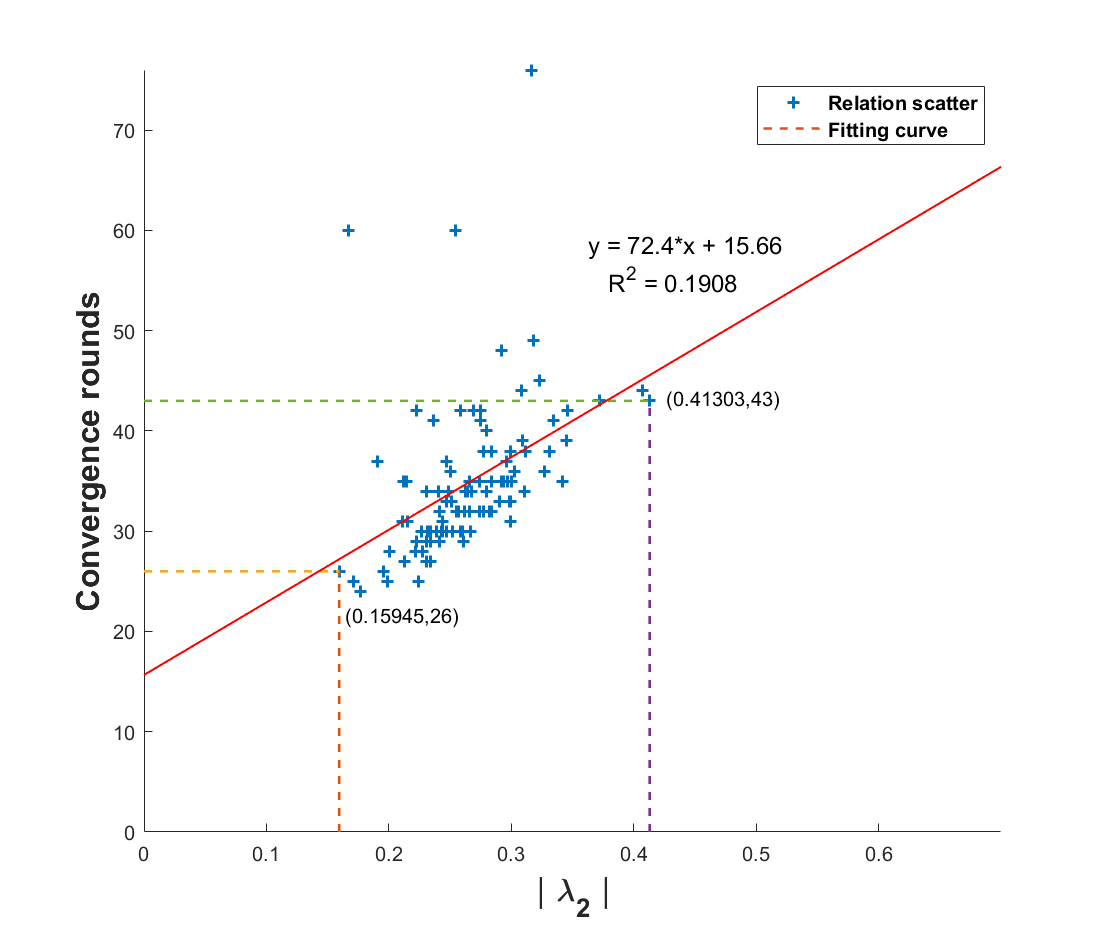 Relation scatter
Fitting curve
y = 72.4*x + 15.66
R² = 0.1908
(0.41303,43)
(0.15945,26)
Convergence rounds
70
60
50
40
30
20
10
0
0 0.1 0.2 0.3 0.4 0.5 0.6
| λ₂ |